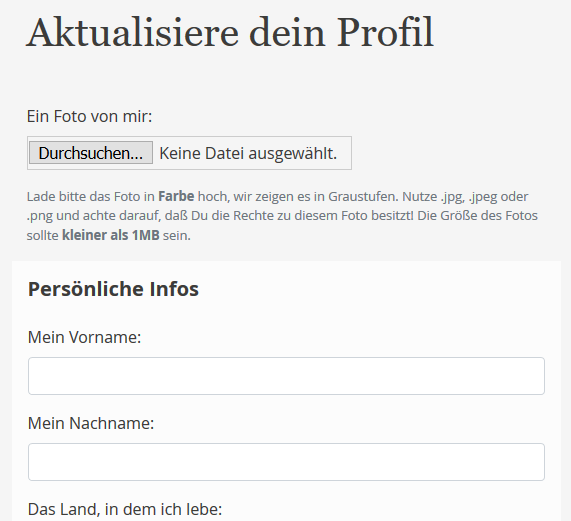 Aktualisiere dein Profil
Ein Foto von mir:
Durchsuchen... Keine Datei ausgewählt.
Lade bitte das Foto in Farbe hoch, wir zeigen es in Graustufen. Nutze .jpg, .jpeg oder
.png und achte darauf, daß Du die Rechte zu diesem Foto besitzt! Die Größe des Fotos
sollte kleiner als 1MB sein.
Persönliche Infos
Mein Vorname:
Mein Nachname:
Das Land, in dem ich lebe: